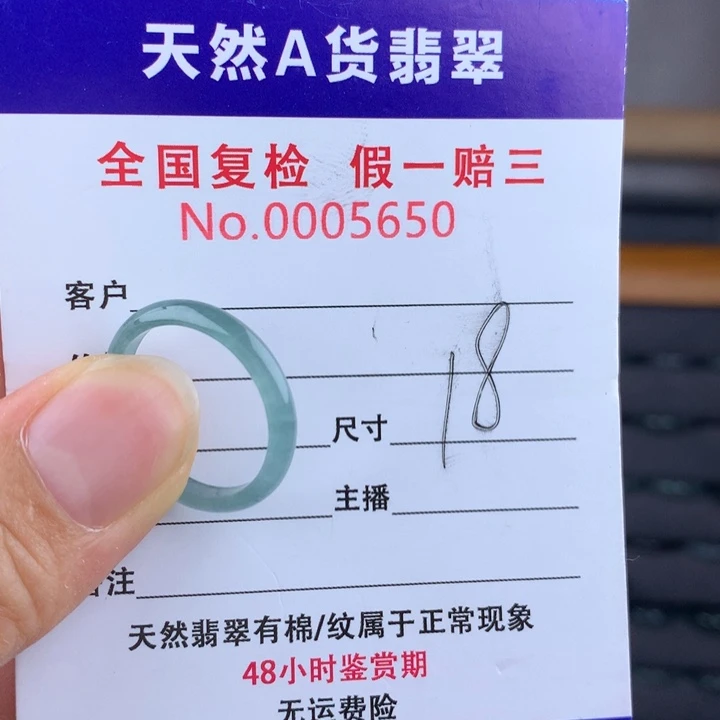 天然A货翡翠
全国复检 假一赔三
No.0005650
客户
18
尺寸
主播
注
天然翡翠有棉/纹属于正常现象
48小时鉴赏期
无运费险